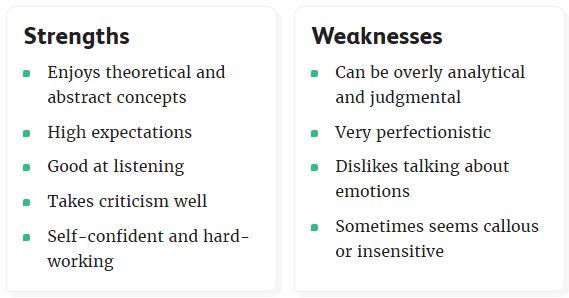 Strengths
Enjoys theoretical and
abstract concepts
High expectations
Good at listening
Takes criticism well
Self-confident and hard-
working
Weaknesses
Can be overly analytical
and judgmental
Very perfectionistic
Dislikes talking about
emotions
Sometimes seems callous
or insensitive